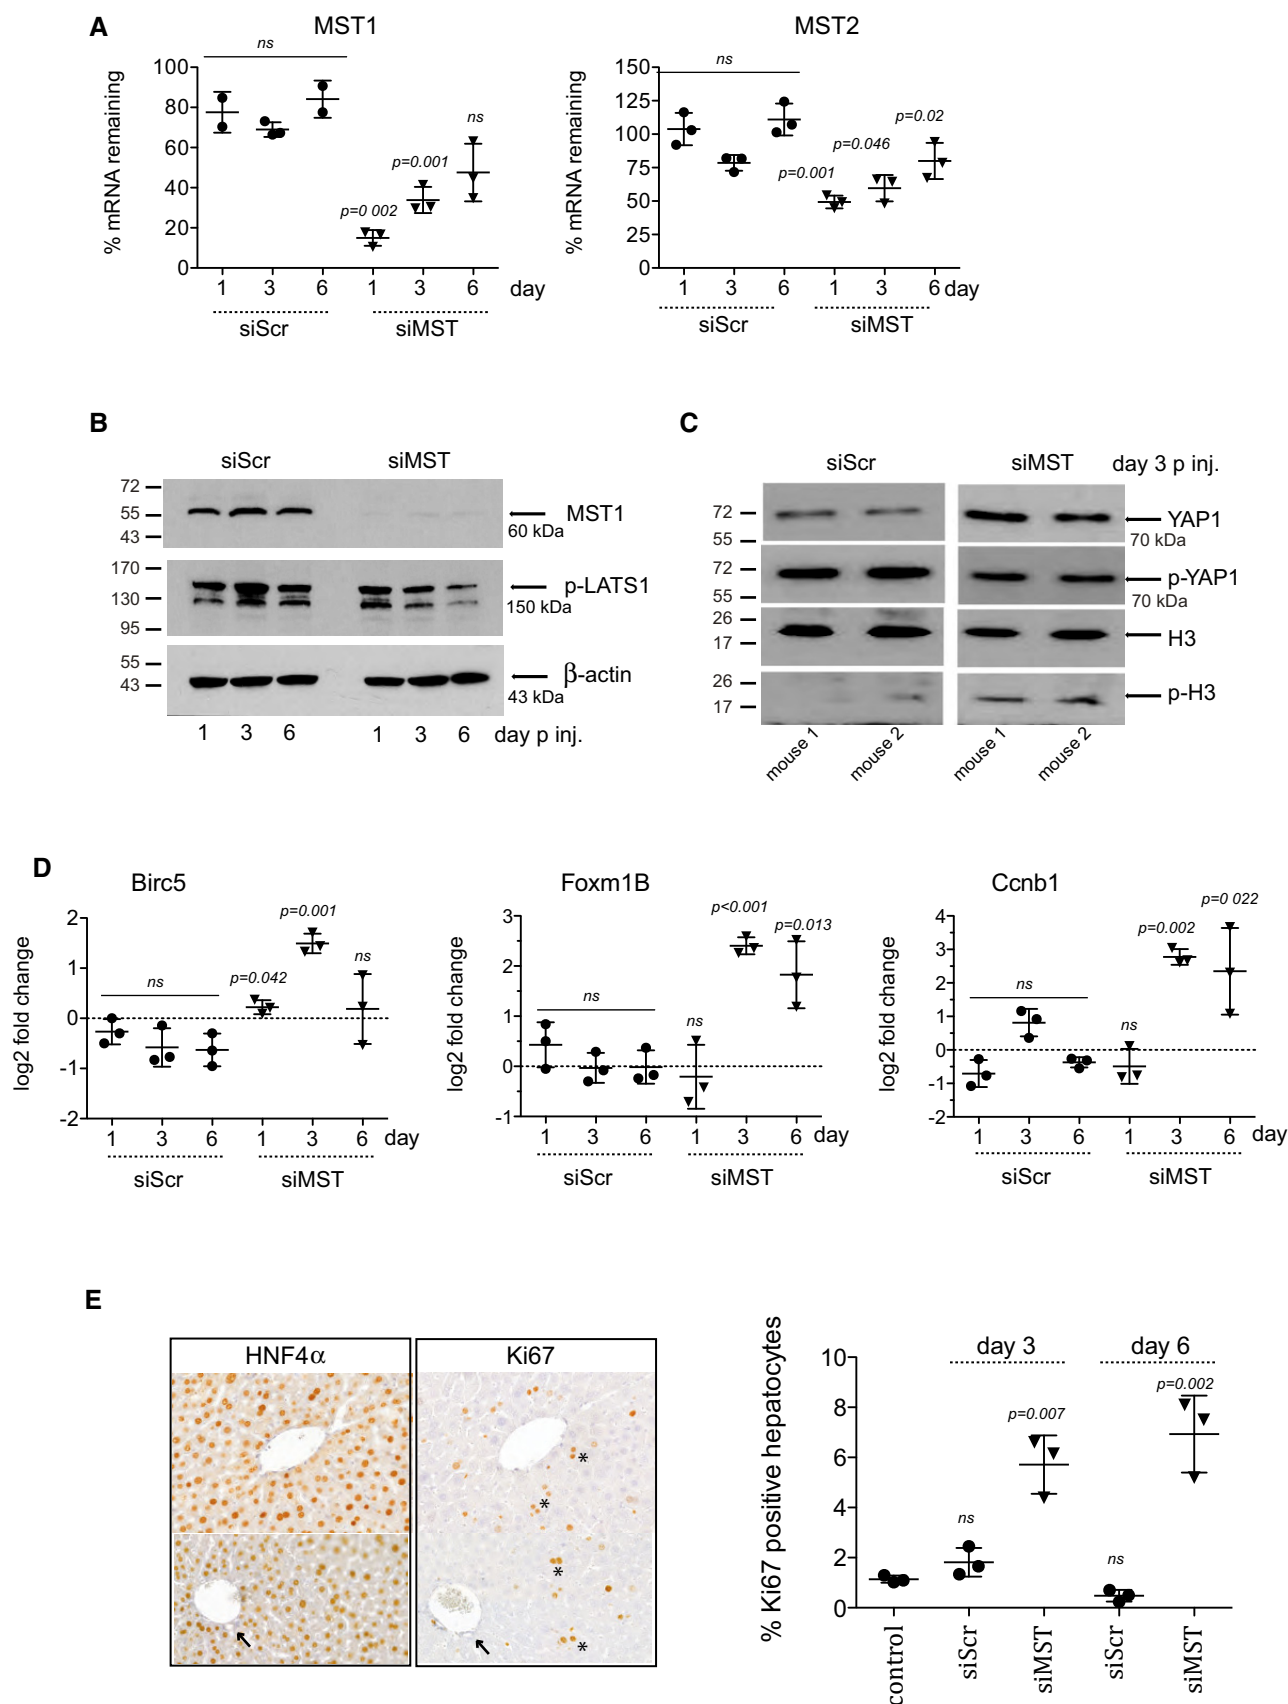 A
MST1
ns
% mRNA remaining
100
80
60
40
20
0
p=0 002
p=0.001
ns
1 3 6 1 3 6 day
siScr siMST
MST2
ns
% mRNA remaining
150
125
100
75
50
25
0
p=0.001
p=0.046
p=0.02
1 3 6 1 3 6 day
siScr siMST
B
siScr siMST
72
55
43
MST1
60 kDa
170
130
95
p-LATS1
150 kDa
55
43
β-actin
43 kDa
1 3 6 1 3 6 day p inj.
C
siScr siMST day 3 p inj.
72
55
YAP1
70 kDa
72
55
p-YAP1
70 kDa
26
17
H3
26
17
p-H3
mouse 1 mouse 2 mouse 1 mouse 2
D
Birc5
log2 fold change
2
1
0
-1
-2
ns
p=0.042
p=0.001
ns
1 3 6 1 3 6 day
siScr siMST
Foxm1B
log2 fold change
3
2
1
0
-1
ns
ns
p<0.001
p=0.013
1 3 6 1 3 6 day
siScr siMST
Ccnb1
log2 fold change
4
3
2
1
0
-1
-2
ns
ns
p=0.002
p=0 022
1 3 6 1 3 6 day
siScr siMST
E
HNF4α Ki67
*
*
*
*
% Ki67 positive hepatocytes
10
8
6
4
2
0
day 3 day 6
ns
p=0.007
ns
p=0.002
control siScr siMST siScr siMST